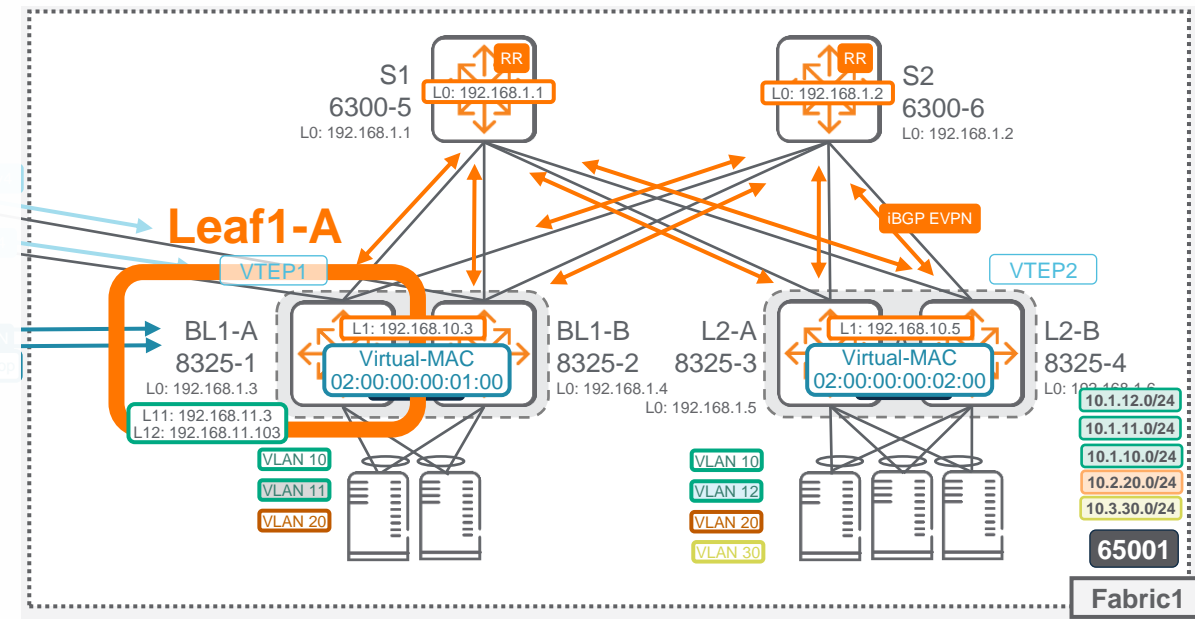 RR
RR
S1
6300-5
L0: 192.168.1.1
L0: 192.168.1.1
L0: 192.168.1.2
S2
6300-6
L0: 192.168.1.2
Leaf1-A
iBGP EVPN
VTEP1
VTEP2
BL1-A
8325-1
L0: 192.168.1.3
L1: 192.168.10.3
Virtual-MAC
02:00:00:00:01:00
BL1-B
8325-2
L0: 192.168.1.4
L2-A
8325-3
L0: 192.168.1.5
L1: 192.168.10.5
Virtual-MAC
02:00:00:00:02:00
L2-B
8325-4
L0: 192.168.1.6
L11: 192.168.11.3
L12: 192.168.11.103
VLAN 10
VLAN 11
VLAN 20
VLAN 10
VLAN 12
VLAN 20
VLAN 30
10.1.12.0/24
10.1.11.0/24
10.1.10.0/24
10.2.20.0/24
10.3.30.0/24
65001
Fabric1